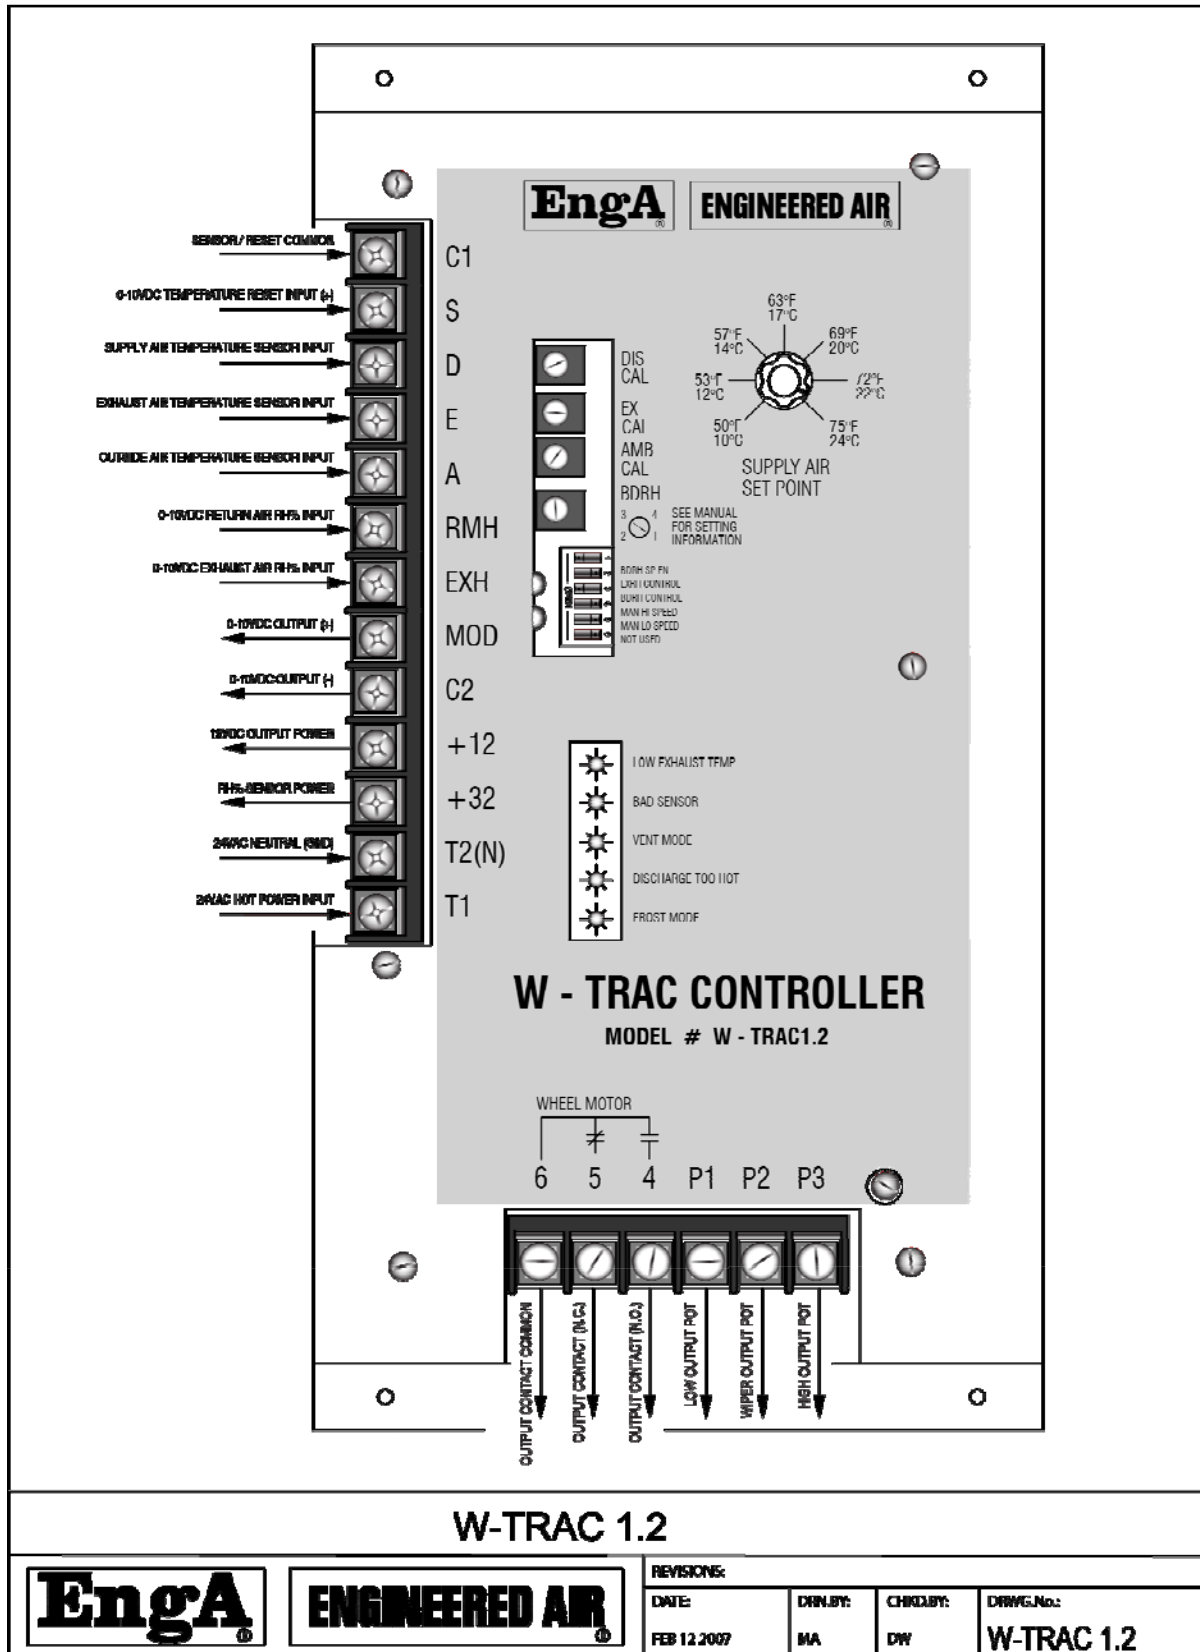 EngA
®
ENGINEERED AIR
®
SENSOR / RESET COMMON
C1
0-10VDC TEMPERATURE RESET INPUT (+)
S
SUPPLY AIR TEMPERATURE SENSOR INPUT
D
EXHAUST AIR TEMPERATURE SENSOR INPUT
E
OUTSIDE AIR TEMPERATURE SENSOR INPUT
A
0-10VDC RETURN AIR RH% INPUT
RMH
0-10VDC EXHAUST AIR RH% INPUT
EXH
0-10VDC OUTPUT (+)
MOD
0-10VDC OUTPUT (-)
C2
12VDC OUTPUT POWER
+12
RH% SENSOR POWER
+32
24VAC NEUTRAL (GND)
T2(N)
24VAC HOT POWER INPUT
T1
DIS
CAL
EX
CAL
AMB
CAL
BDRH
3 4
2 1
SEE MANUAL
FOR SETTING
INFORMATION
BDRH SP EN
EXRH CONTROL
BDRH CONTROL
MAN HI SPEED
MAN LO SPEED
NOT USED
63°F
17°C
57°F
14°C
69°F
20°C
53°F
12°C
72°F
22°C
50°F
10°C
75°F
24°C
SUPPLY AIR
SET POINT
LOW EXHAUST TEMP
BAD SENSOR
VENT MODE
DISCHARGE TOO HOT
FROST MODE
W - TRAC CONTROLLER
MODEL # W - TRAC1.2
WHEEL MOTOR
6 5 4 P1 P2 P3
OUTPUT CONTACT COMMON
OUTPUT CONTACT (N.C.)
OUTPUT CONTACT (N.O.)
LOW OUTPUT POT
WIPER OUTPUT POT
HIGH OUTPUT POT
W-TRAC 1.2
EngA
®
ENGINEERED AIR
®
REVISIONS:
DATE: DRN.BY: CHKD.BY: DRWG.No.:
FEB 12 2007 MA DW W-TRAC 1.2